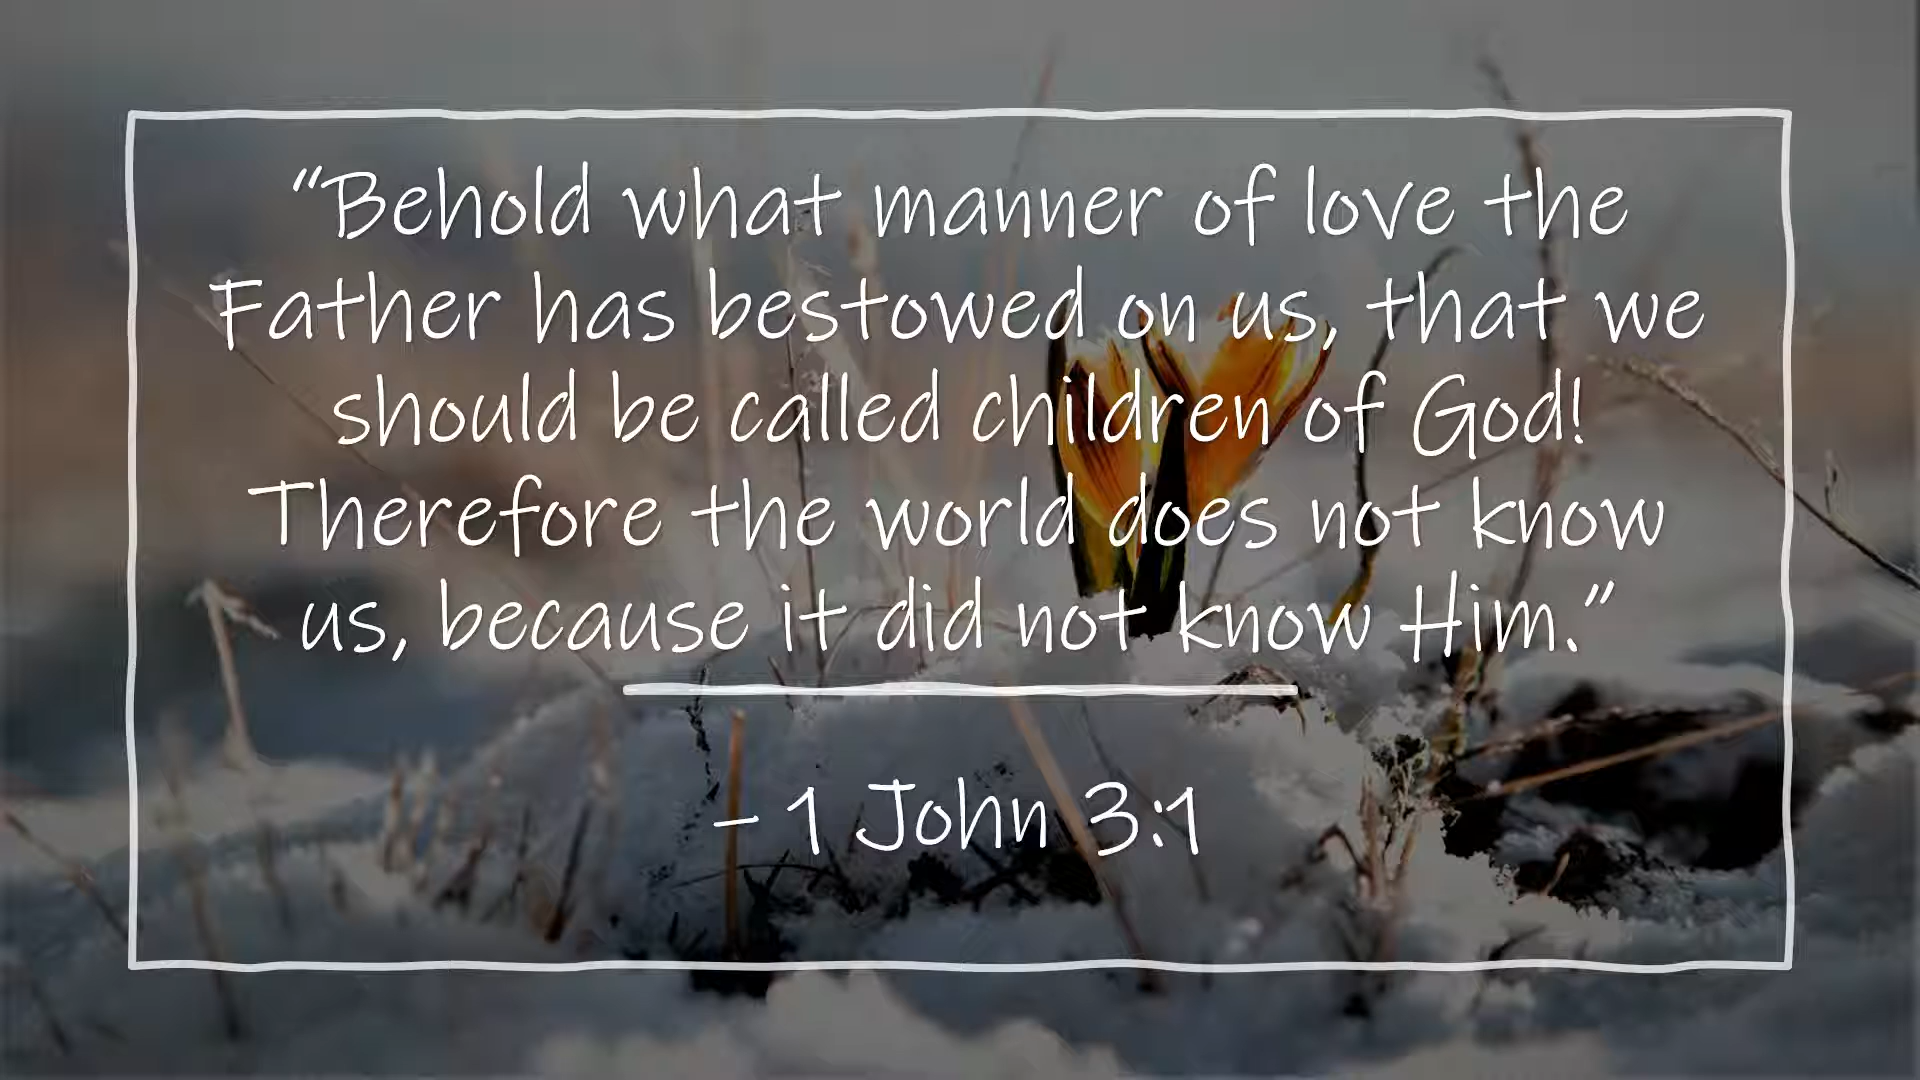 “Behold what manner of love the
Father has bestowed on us, that we
should be called children of God!
Therefore the world does not know
us, because it did not know Him.”
- 1 John 3:1